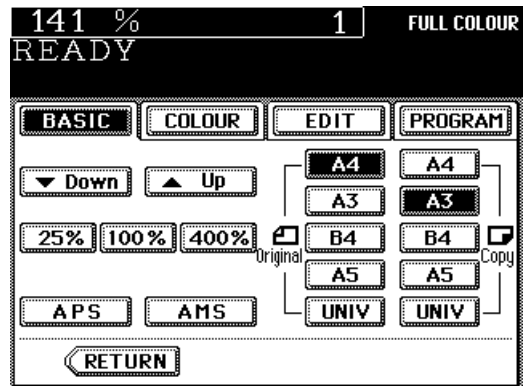 141 % 1 FULL COLOUR
READY
BASIC COLOUR EDIT PROGRAM
A4 A4
▼ Down ▲ Up
A3 A3
25% 100% 400% B4 B4
Original Copy
A5 A5
APS AMS UNIV UNIV
RETURN